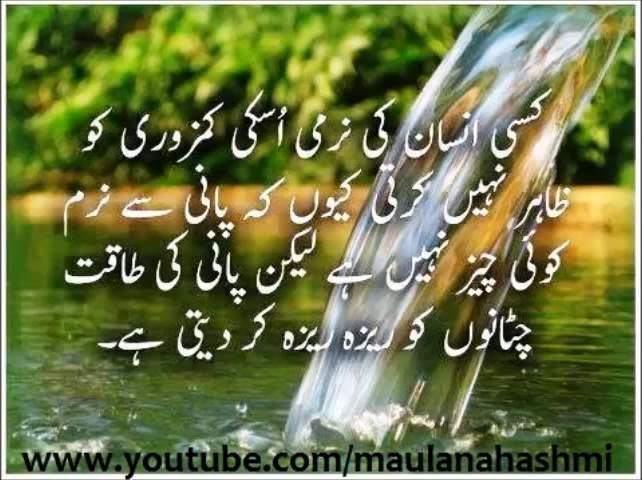 کسی انسان کی نرمی اُسکی کمزوری کو
ظاہر نہیں کرتی کیوں کہ پانی سے نرم
کوئی چیز نہیں ہے لیکن پانی کی طاقت
چٹانوں کو ریزہ ریزہ کر دیتی ہے۔
www.youtube.com/maulanahashmi